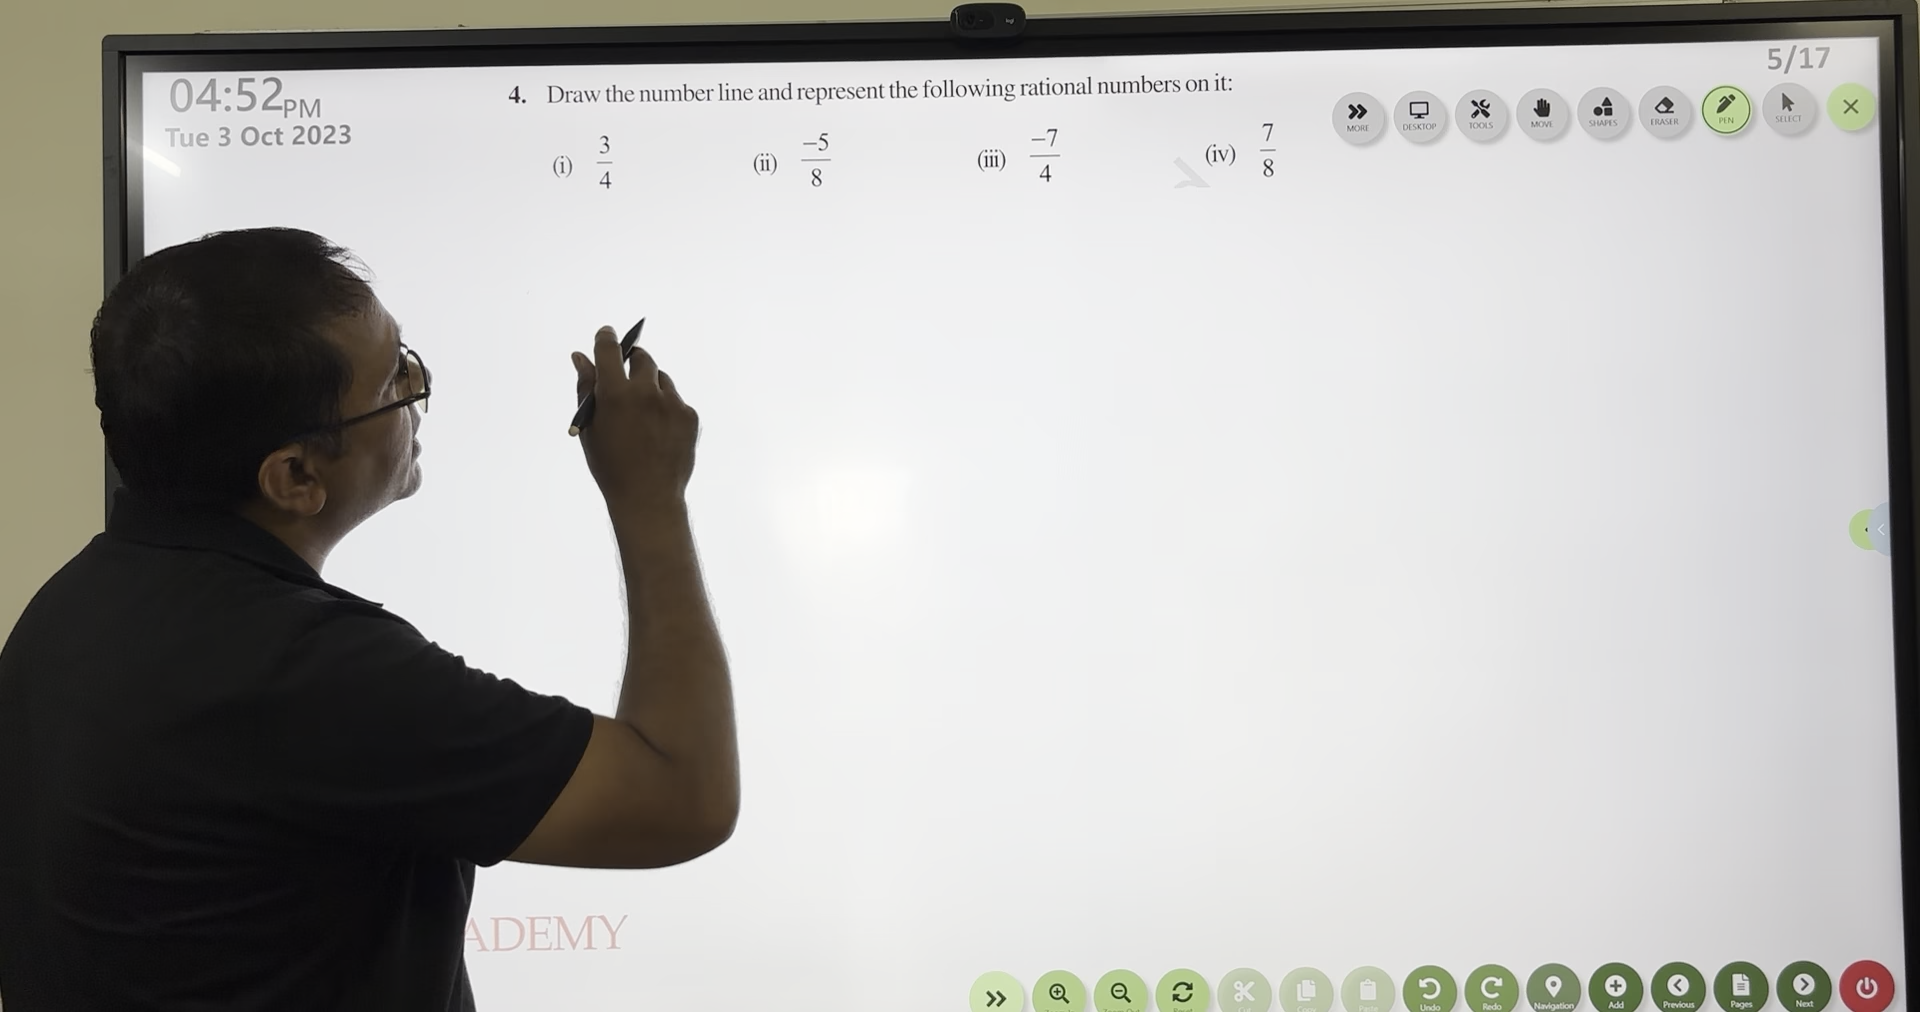 04:52PM
Tue 3 Oct 2023
5/17
4. Draw the number line and represent the following rational numbers on it:
(i) 3/4 (ii) -5/8 (iii) -7/4 (iv) 7/8
MORE DESKTOP TOOLS MOVE SHAPES ERASER PEN SELECT
ADEMY
Undo Redo Navigation Add Previous Pages Next